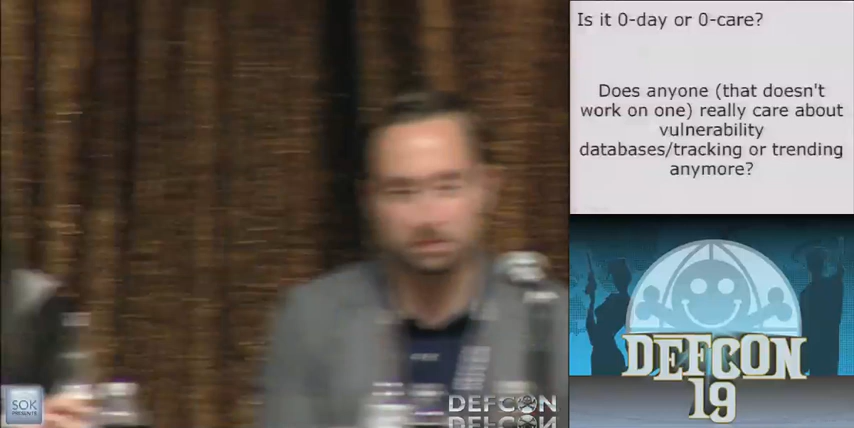 Is it 0-day or 0-care?
Does anyone (that doesn't
work on one) really care about
vulnerability
databases/tracking or trending
anymore?
DEFCON
19
SOK
PRESENTS
DEFCON